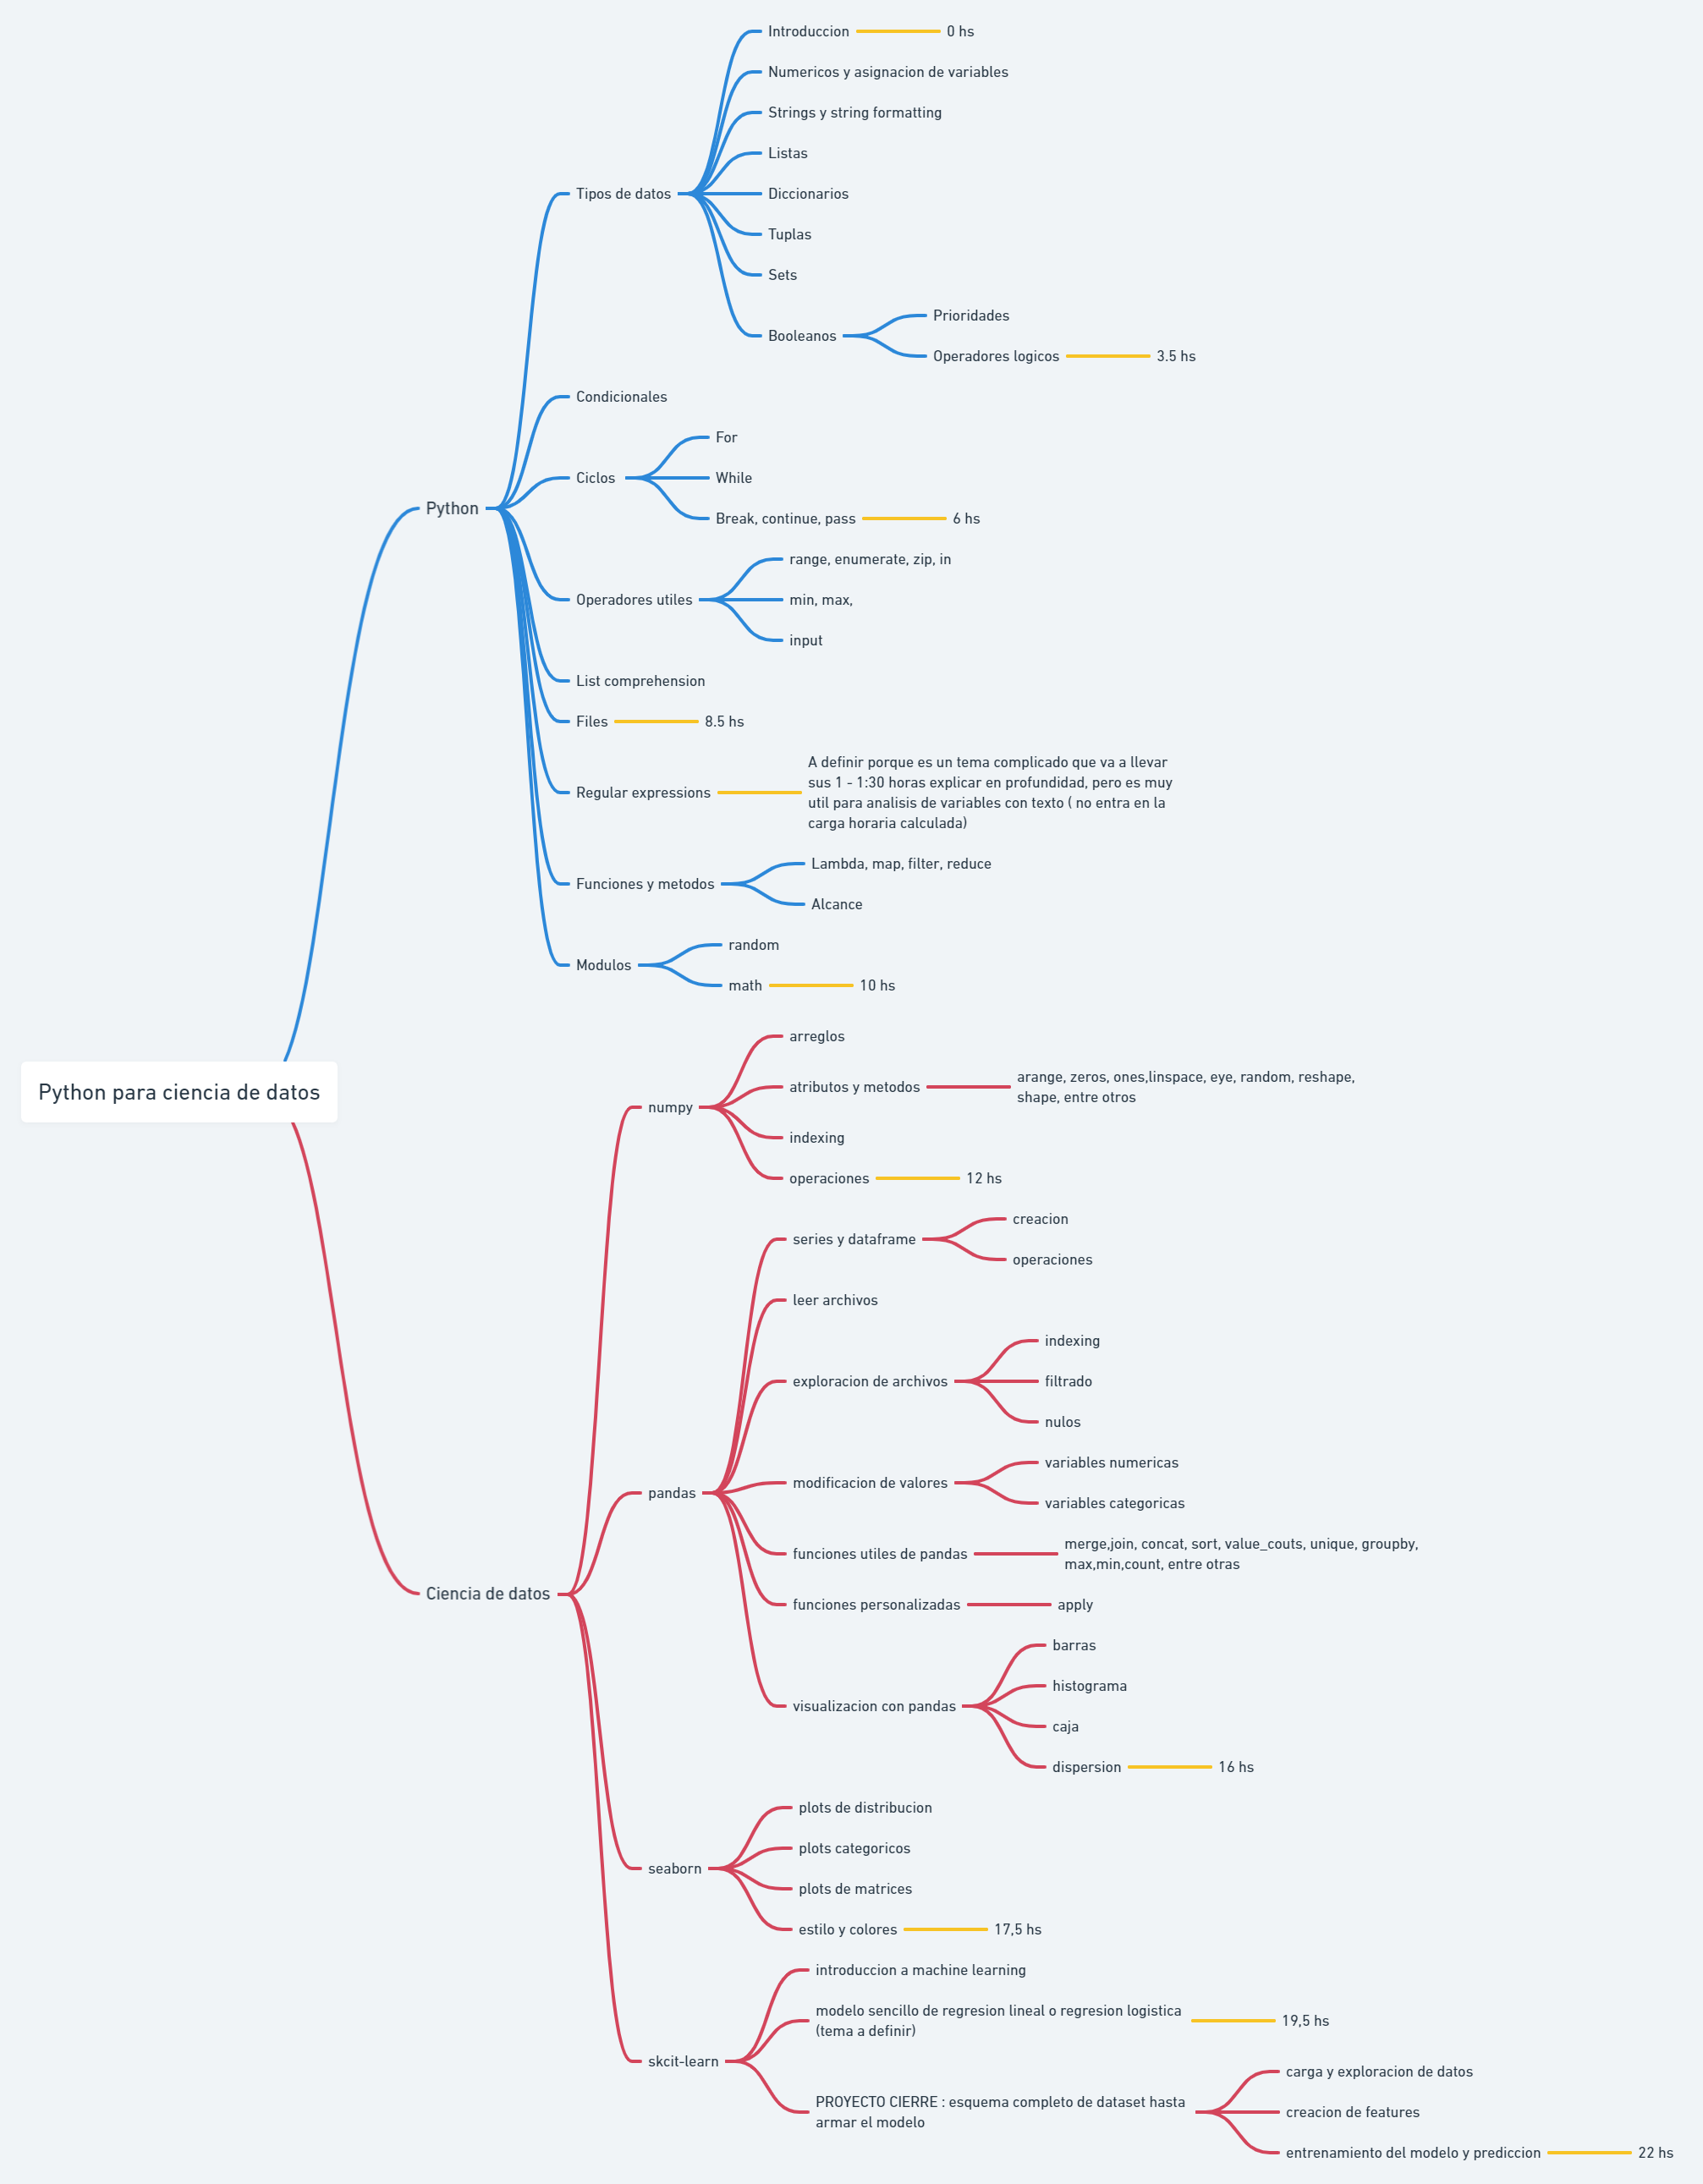 Introduccion
0 hs
Numericos y asignacion de variables
Strings y string formatting
Listas
Tipos de datos
Diccionarios
Tuplas
Sets
Booleanos
Prioridades
Operadores logicos
3.5 hs
Condicionales
Ciclos
For
While
Break, continue, pass
6 hs
Python
Operadores utiles
range, enumerate, zip, in
min, max,
input
List comprehension
Files
8.5 hs
Regular expressions
A definir porque es un tema complicado que va a llevar
sus 1 - 1:30 horas explicar en profundidad, pero es muy
util para analisis de variables con texto ( no entra en la
carga horaria calculada)
Funciones y metodos
Lambda, map, filter, reduce
Alcance
Modulos
random
math
10 hs
Python para ciencia de datos
numpy
arreglos
atributos y metodos
arange, zeros, ones,linspace, eye, random, reshape,
shape, entre otros
indexing
operaciones
12 hs
series y dataframe
creacion
operaciones
leer archivos
exploracion de archivos
indexing
filtrado
nulos
pandas
modificacion de valores
variables numericas
variables categoricas
funciones utiles de pandas
merge,join, concat, sort, value_couts, unique, groupby,
max,min,count, entre otras
Ciencia de datos
funciones personalizadas
apply
visualizacion con pandas
barras
histograma
caja
dispersion
16 hs
seaborn
plots de distribucion
plots categoricos
plots de matrices
estilo y colores
17,5 hs
skcit-learn
introduccion a machine learning
modelo sencillo de regresion lineal o regresion logistica
(tema a definir)
19,5 hs
PROYECTO CIERRE : esquema completo de dataset hasta
armar el modelo
carga y exploracion de datos
creacion de features
entrenamiento del modelo y prediccion
22 hs